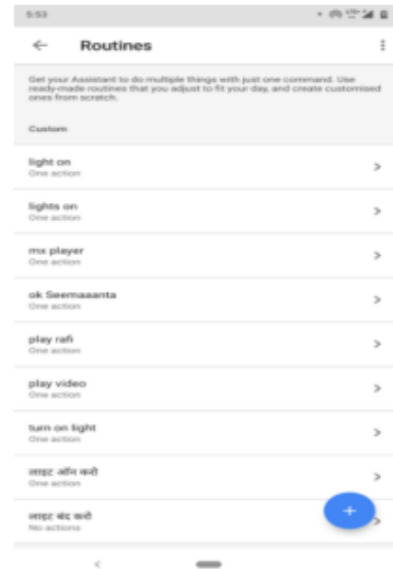 5:53
Routines
Get your Assistant to do multiple things with just one command. Use
ready-made routines that you adjust to fit your day, and create customised
ones from scratch.
Custom
light on
One action
lights on
One action
mx player
One action
ok Seemaaanta
One action
play rafi
One action
play video
One action
turn on light
One action
लाइट ऑन करो
One action
लाइट बंद करो
No actions